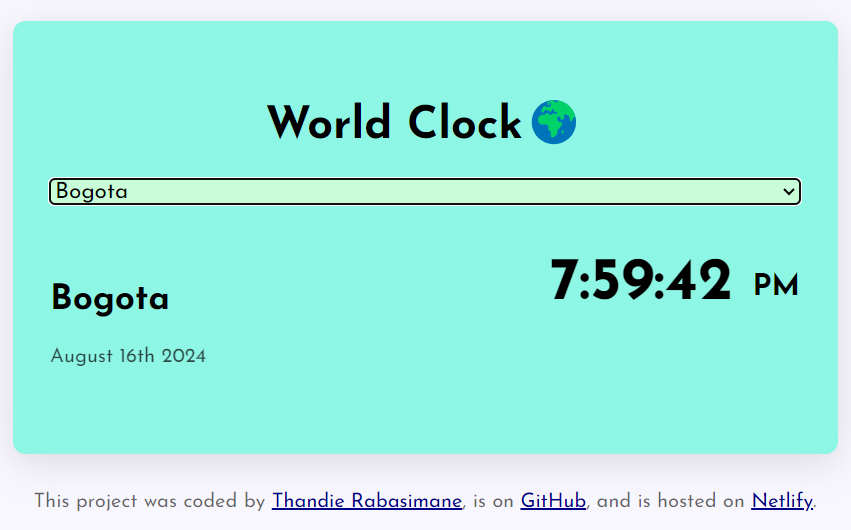 World Clock
Bogota
7:59:42 PM
Bogota
August 16th 2024
This project was coded by Thandie Rabasimane, is on GitHub, and is hosted on Netlify.